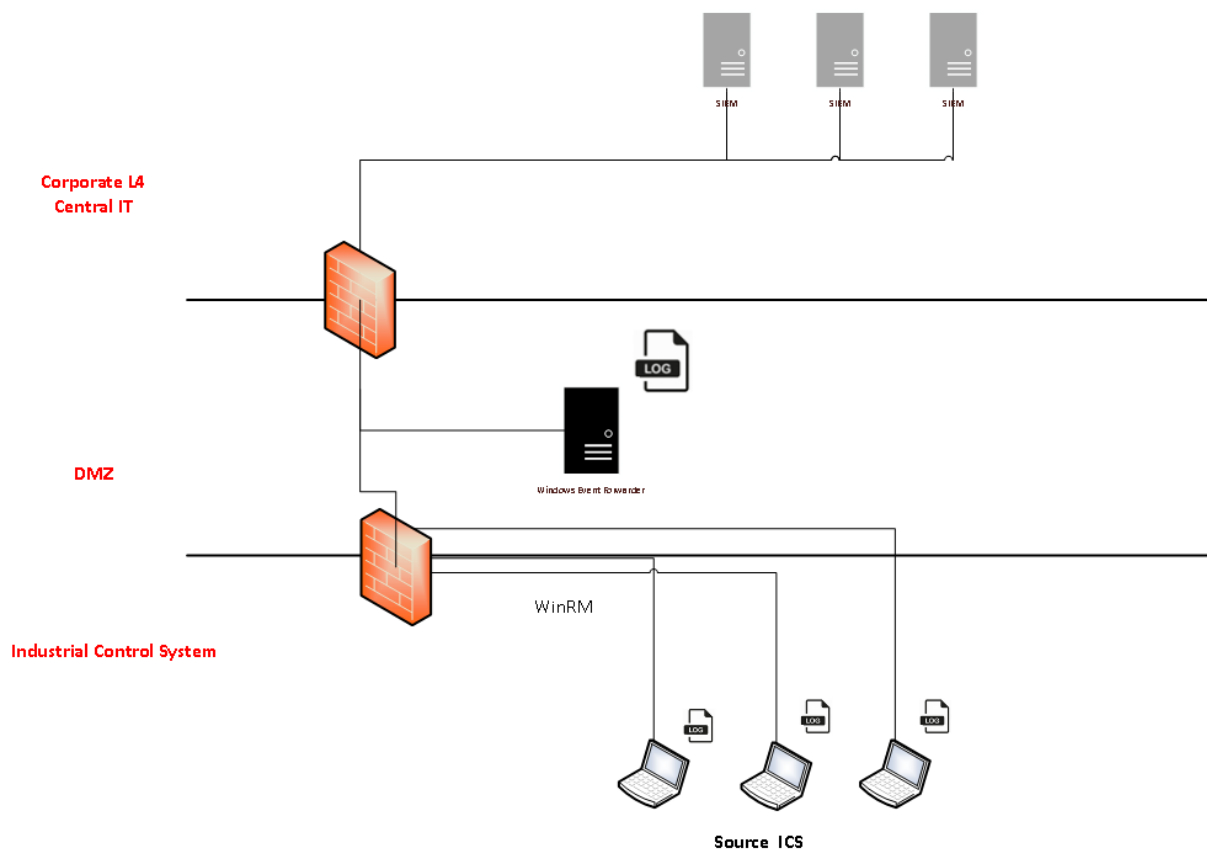 SIEM
SIEM
SIEM
Corporate L4
Central IT
LOG
DMZ
Windows Event Forwarder
WinRM
Industrial Control System
LOG
LOG
LOG
Source ICS